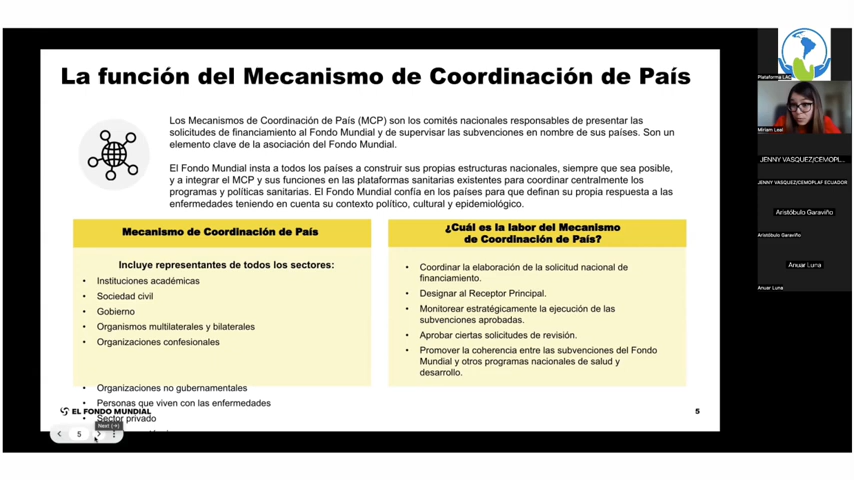 La función del Mecanismo de Coordinación de País
Los Mecanismos de Coordinación de País (MCP) son los comités nacionales responsables de presentar las
solicitudes de financiamiento al Fondo Mundial y de supervisar las subvenciones en nombre de sus países. Son un
elemento clave de la asociación del Fondo Mundial.
El Fondo Mundial insta a todos los países a construir sus propias estructuras nacionales, siempre que sea posible,
y a integrar el MCP y sus funciones en las plataformas sanitarias existentes para coordinar centralmente los
programas y políticas sanitarias. El Fondo Mundial confía en los países para que definan su propia respuesta a las
enfermedades teniendo en cuenta su contexto político, cultural y epidemiológico.
Mecanismo de Coordinación de País
Incluye representantes de todos los sectores:
• Instituciones académicas
• Sociedad civil
• Gobierno
• Organismos multilaterales y bilaterales
• Organizaciones confesionales
• Organizaciones no gubernamentales
• Personas que viven con las enfermedades
• Sector privado
¿Cuál es la labor del Mecanismo
de Coordinación de País?
• Coordinar la elaboración de la solicitud nacional de
financiamiento.
• Designar al Receptor Principal.
• Monitorear estratégicamente la ejecución de las
subvenciones aprobadas.
• Aprobar ciertas solicitudes de revisión.
• Promover la coherencia entre las subvenciones del Fondo
Mundial y otros programas nacionales de salud y
desarrollo.
EL FONDO MUNDIAL
5
Next (→)
5
Plataforma LAC
Miriam Leal
JENNY VASQUEZ/CEMOPL...
JENNY VASQUEZ/CEMOPLAF ECUADOR
Aristóbulo Garaviño
Aristóbulo Garaviño
Anuar Luna
Anuar Luna